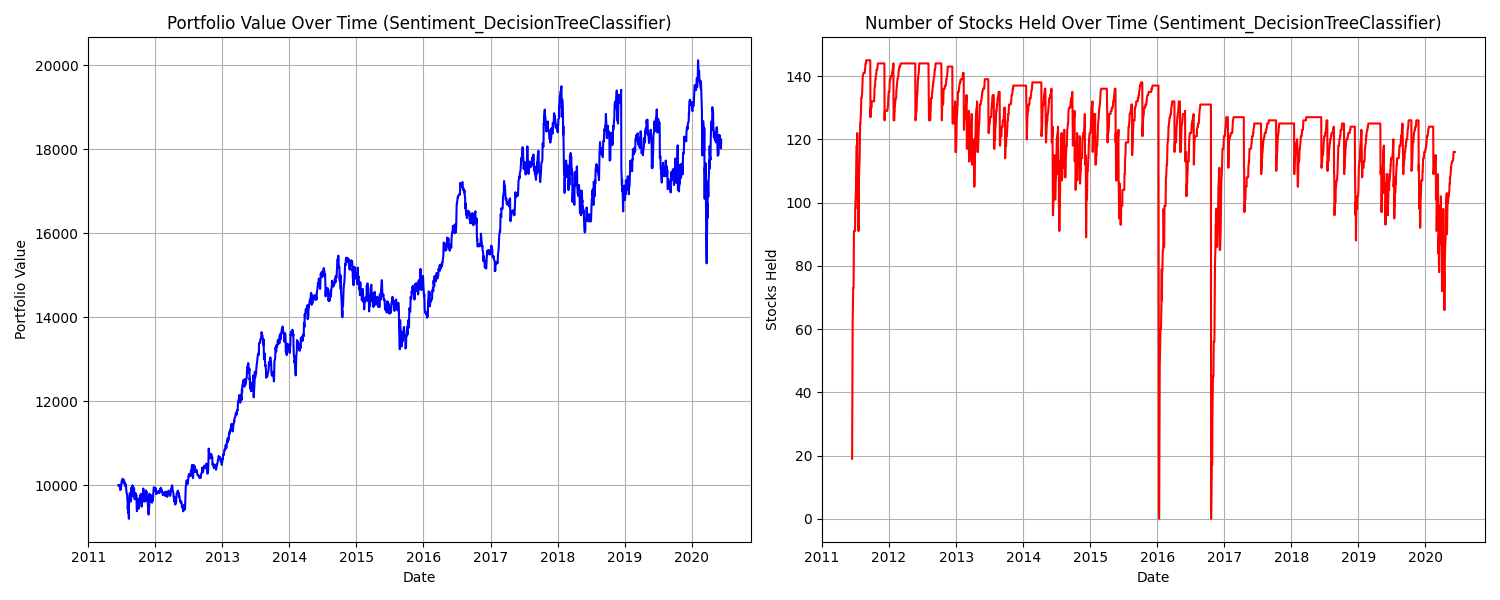 Portfolio Value Over Time (Sentiment_DecisionTreeClassifier)
Portfolio Value
20000
18000
16000
14000
12000
10000
2011 2012 2013 2014 2015 2016 2017 2018 2019 2020
Date
Number of Stocks Held Over Time (Sentiment_DecisionTreeClassifier)
Stocks Held
140
120
100
80
60
40
20
0
2011 2012 2013 2014 2015 2016 2017 2018 2019 2020
Date